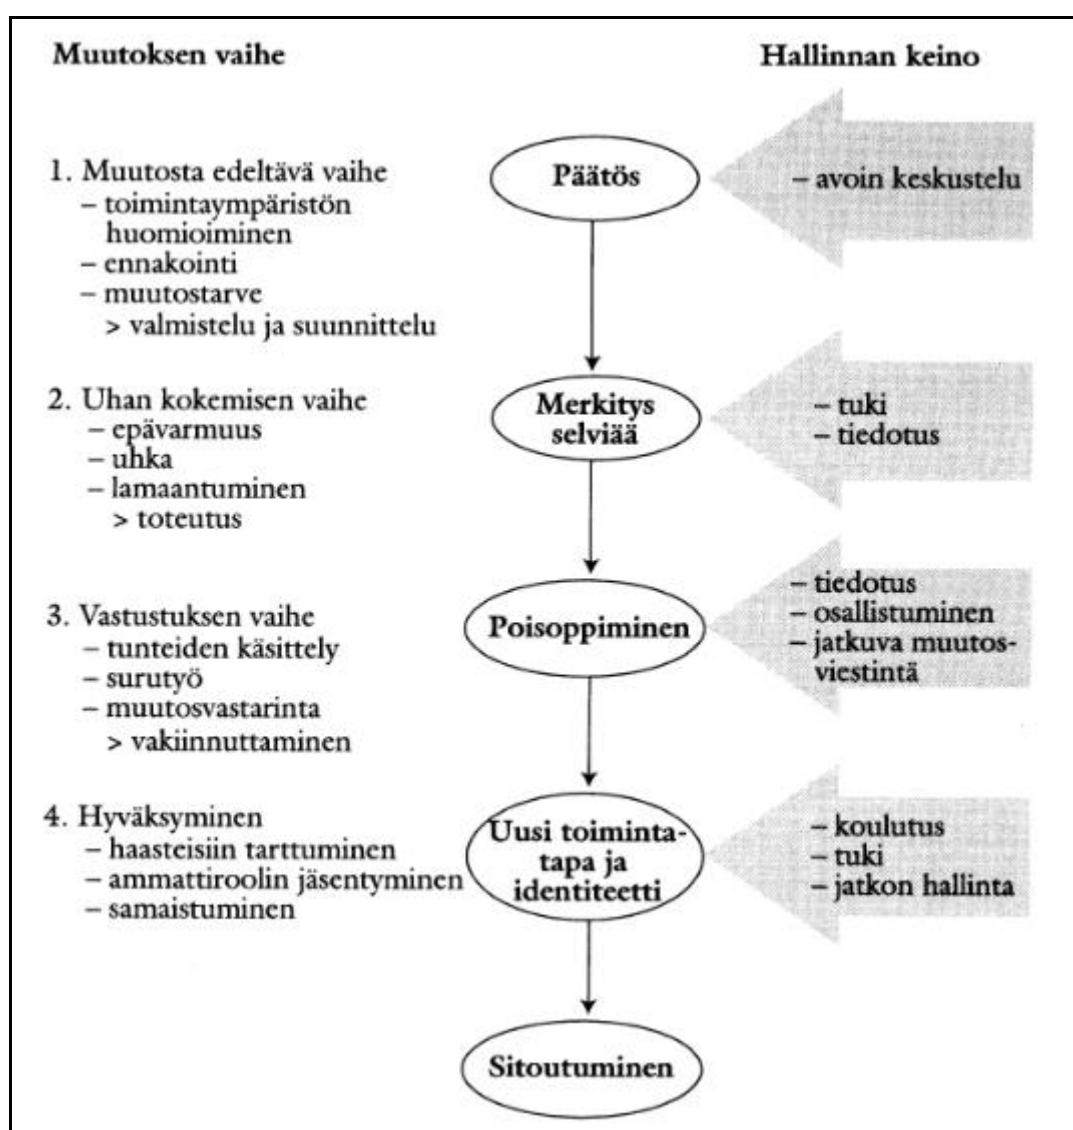 Muutoksen vaihe
Hallinnan keino
1. Muutosta edeltävä vaihe
– toimintaympäristön
huomioiminen
– ennakointi
– muutostarve
> valmistelu ja suunnittelu
Päätös
– avoin keskustelu
2. Uhan kokemisen vaihe
– epävarmuus
– uhka
– lamaantuminen
> toteutus
Merkitys
selviää
– tuki
– tiedotus
3. Vastustuksen vaihe
– tunteiden käsittely
– surutyö
– muutosvastarinta
> vakiinnuttaminen
Poisoppiminen
– tiedotus
– osallistuminen
– jatkuva muutos-
viestintä
4. Hyväksyminen
– haasteisiin tarttuminen
– ammattiroolin jäsentyminen
– samaistuminen
Uusi toiminta-
tapa ja
identiteetti
– koulutus
– tuki
– jatkon hallinta
Sitoutuminen